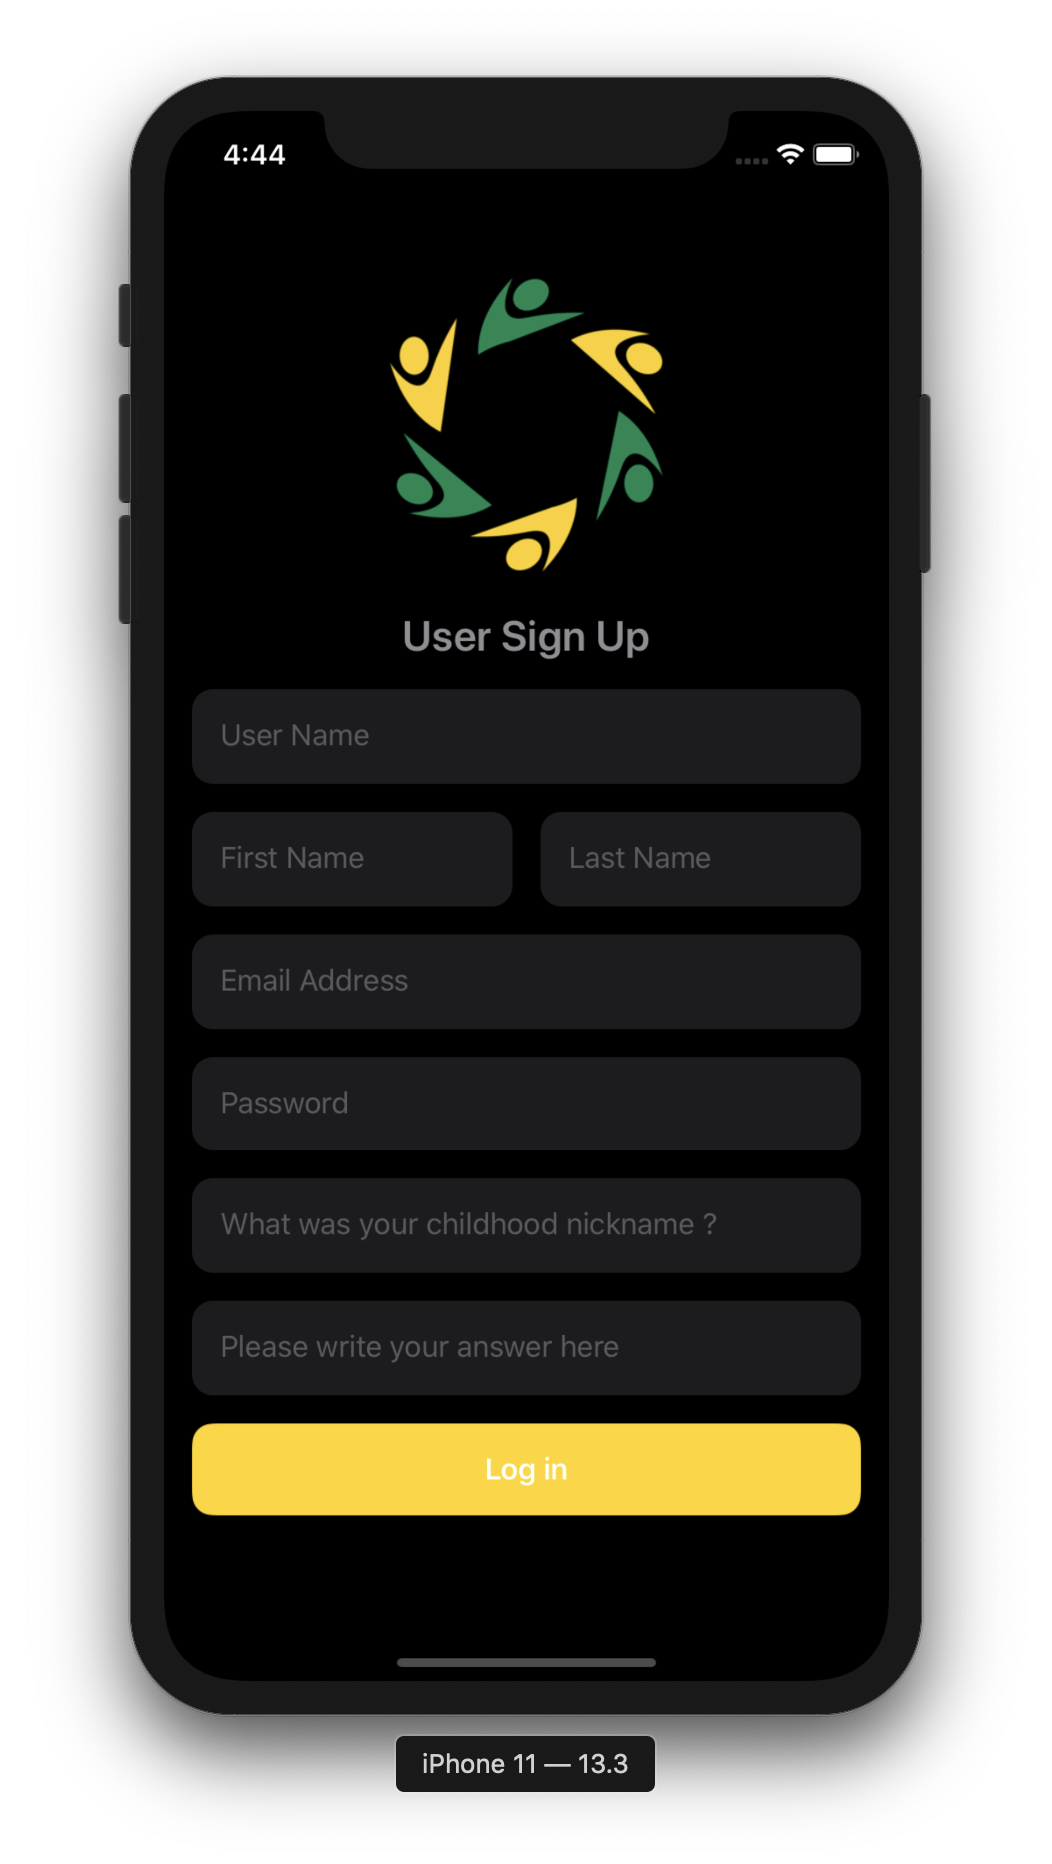 4:44
User Sign Up
User Name
First Name
Last Name
Email Address
Password
What was your childhood nickname ?
Please write your answer here
Log in
iPhone 11 — 13.3